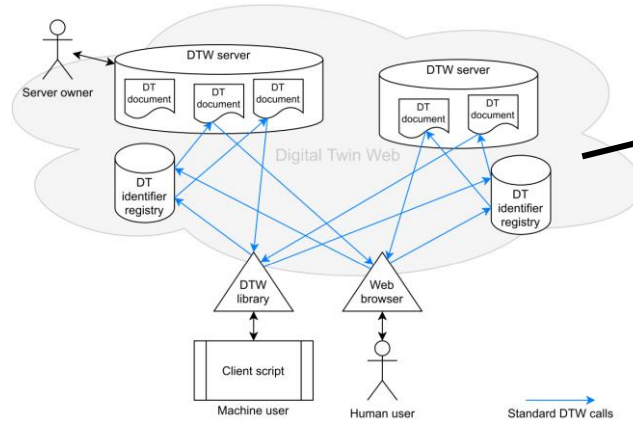 DTW server
DTW server
Server owner
DT
document
DT
document
DT
document
DT
document
DT
document
Digital Twin Web
DT
identifier
registry
DT
identifier
registry
DTW
library
Web
browser
Client script
Machine user
Human user
Standard DTW calls